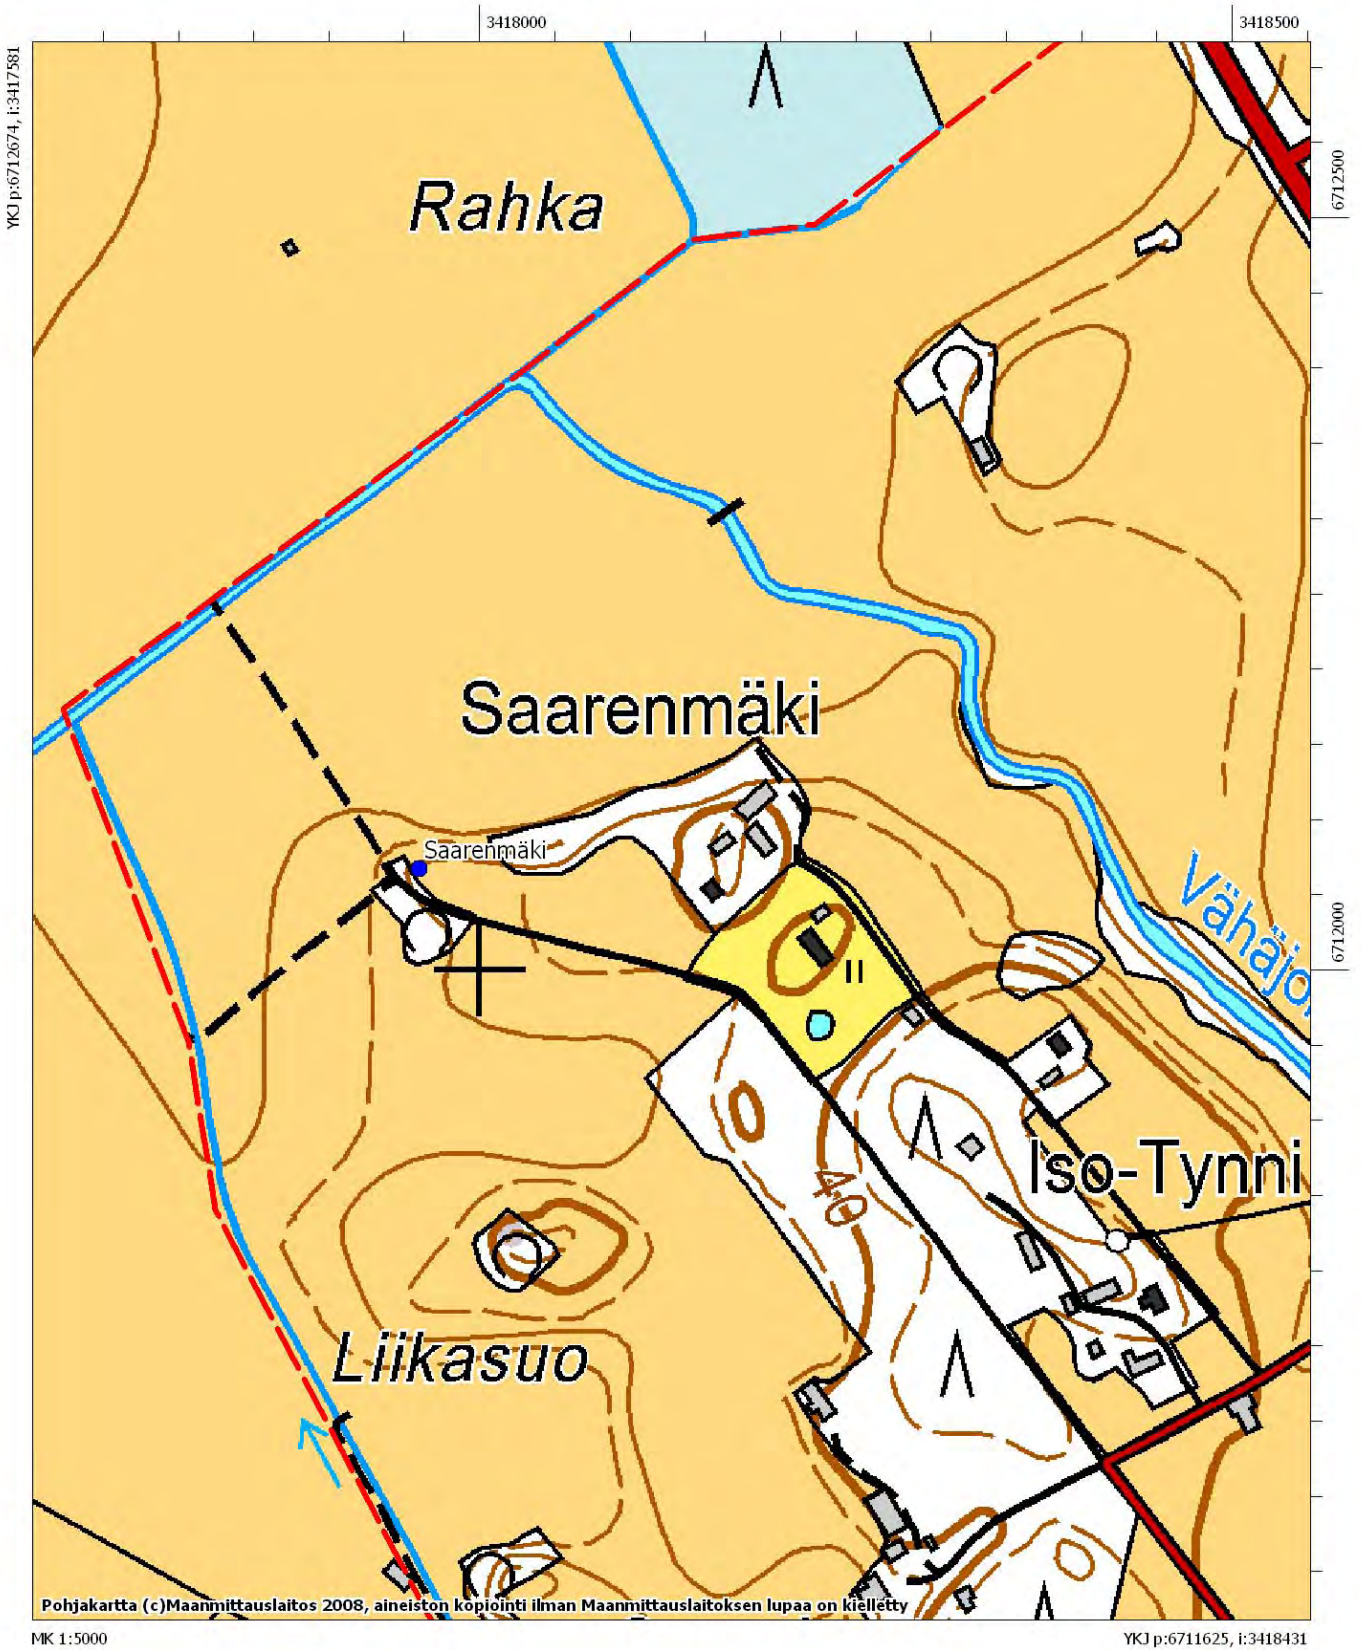 3418000
3418500
YKJ p:6712674, i:3417581
6712500
Rahka
Saarenmäki
Saarenmäki
Vähäjo
6712000
II
40
Iso-Tynni
Liikasuo
Pohjakartta (c)Maanmittauslaitos 2008, aineiston kopiointi ilman Maanmittauslaitoksen lupaa on kielletty
MK 1:5000
YKJ p:6711625, i:3418431